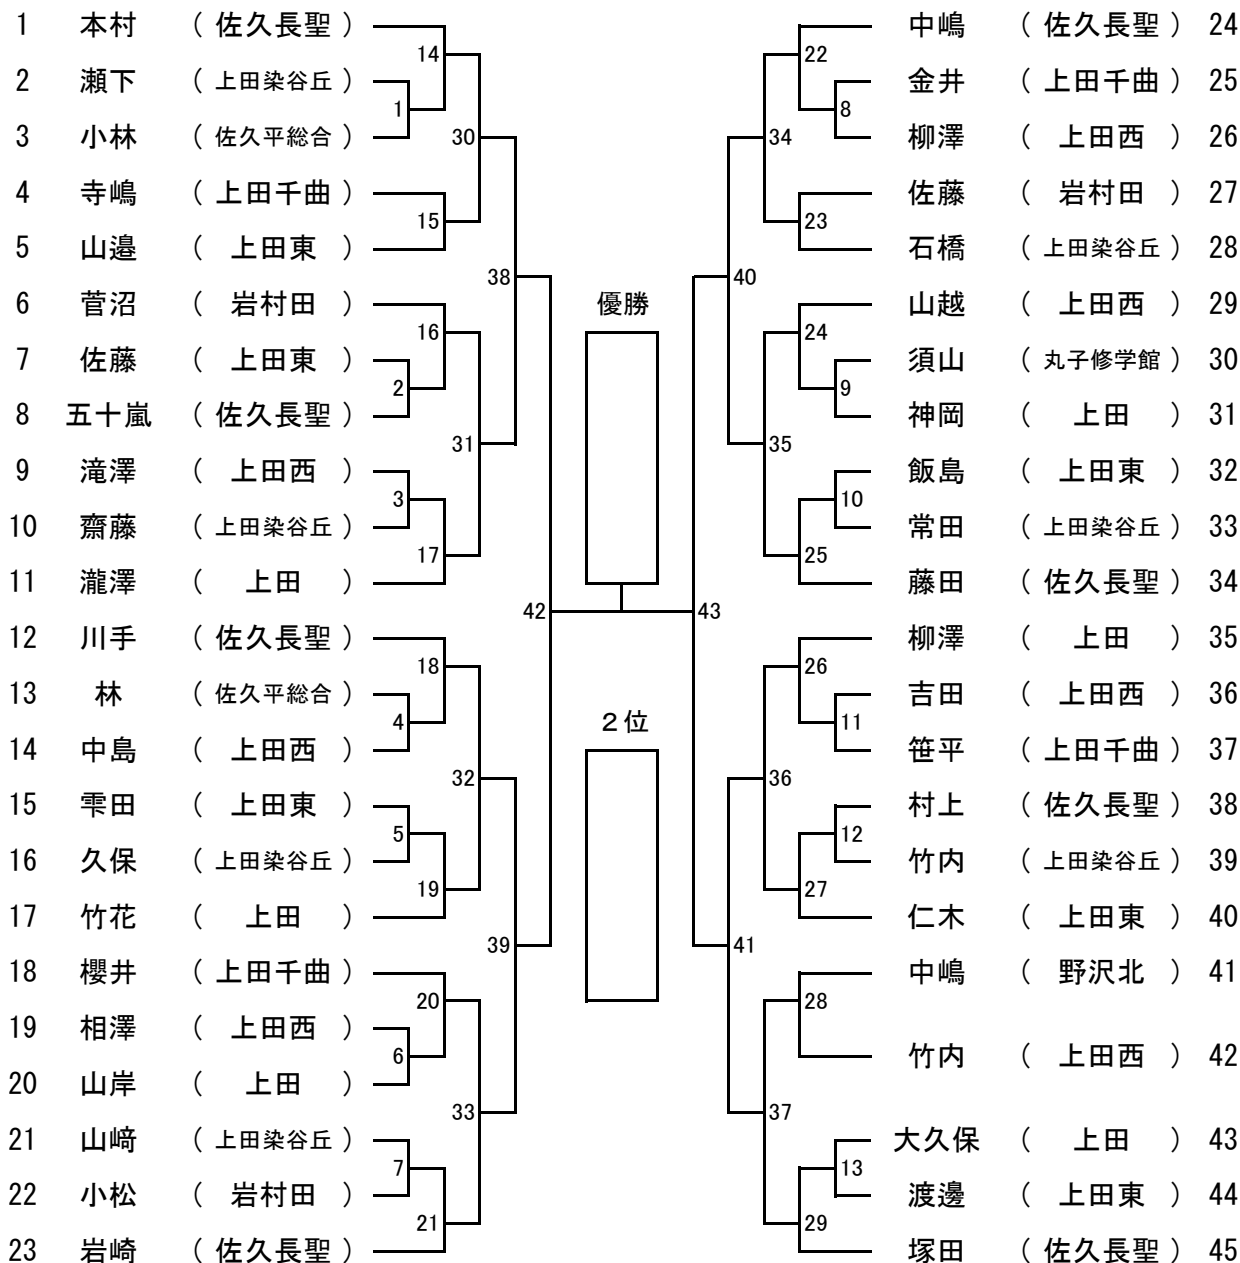 1 本村 （ 佐久長聖 ）
2 瀬下 （ 上田染谷丘 ）
3 小林 （ 佐久平総合 ）
4 寺嶋 （ 上田千曲 ）
5 山邉 （ 上田東 ）
6 菅沼 （ 岩村田 ）
7 佐藤 （ 上田東 ）
8 五十嵐 （ 佐久長聖 ）
9 滝澤 （ 上田西 ）
10 齋藤 （ 上田染谷丘 ）
11 瀧澤 （ 上田 ）
12 川手 （ 佐久長聖 ）
13 林 （ 佐久平総合 ）
14 中島 （ 上田西 ）
15 雫田 （ 上田東 ）
16 久保 （ 上田染谷丘 ）
17 竹花 （ 上田 ）
18 櫻井 （ 上田千曲 ）
19 相澤 （ 上田西 ）
20 山岸 （ 上田 ）
21 山﨑 （ 上田染谷丘 ）
22 小松 （ 岩村田 ）
23 岩崎 （ 佐久長聖 ）
14
1
30
15
38
16
2
31
3
17
42
18
4
32
5
19
39
20
6
33
7
21
優勝
２位
43
22
8
34
23
40
24
9
35
10
25
26
11
36
12
27
41
28
37
13
29
中嶋 （ 佐久長聖 ） 24
金井 （ 上田千曲 ） 25
柳澤 （ 上田西 ） 26
佐藤 （ 岩村田 ） 27
石橋 （ 上田染谷丘 ） 28
山越 （ 上田西 ） 29
須山 （ 丸子修学館 ） 30
神岡 （ 上田 ） 31
飯島 （ 上田東 ） 32
常田 （ 上田染谷丘 ） 33
藤田 （ 佐久長聖 ） 34
柳澤 （ 上田 ） 35
吉田 （ 上田西 ） 36
笹平 （ 上田千曲 ） 37
村上 （ 佐久長聖 ） 38
竹内 （ 上田染谷丘 ） 39
仁木 （ 上田東 ） 40
中嶋 （ 野沢北 ） 41
竹内 （ 上田西 ） 42
大久保 （ 上田 ） 43
渡邊 （ 上田東 ） 44
塚田 （ 佐久長聖 ） 45